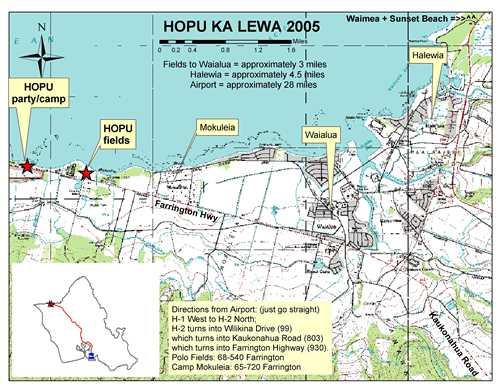 HOPU KA LEWA 2005
Waimea + Sunset Beach =>>^^
0.8 0.4 0 0.8 1.6
Miles
Fields to Waialua = approximately 3 miles
Halewia = approximately 4.5 miles
Airport = approximately 28 miles
Halewia
HOPU
party/camp
HOPU
fields
Mokuleia
Waialua
Farrington Hwy
Waialua
Kaukonahua Road
Directions from Airport: (just go straight)
H-1 West to H-2 North;
H-2 turns into Wilikina Drive (99)
which turns into Kaukonahua Road (803)
which turns into Farrington Highway (930).
Polo Fields: 68-540 Farrington
Camp Mokuleia: 65-720 Farrington